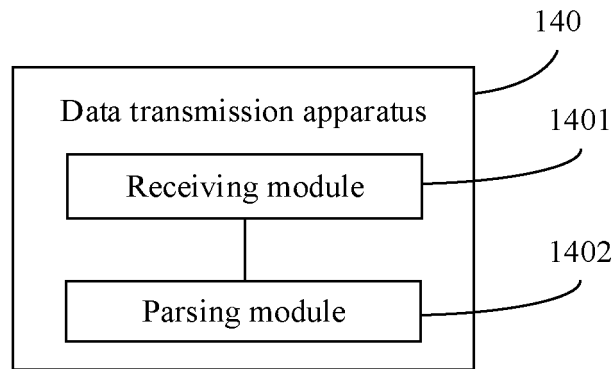 140
Data transmission apparatus
1401
Receiving module
1402
Parsing module